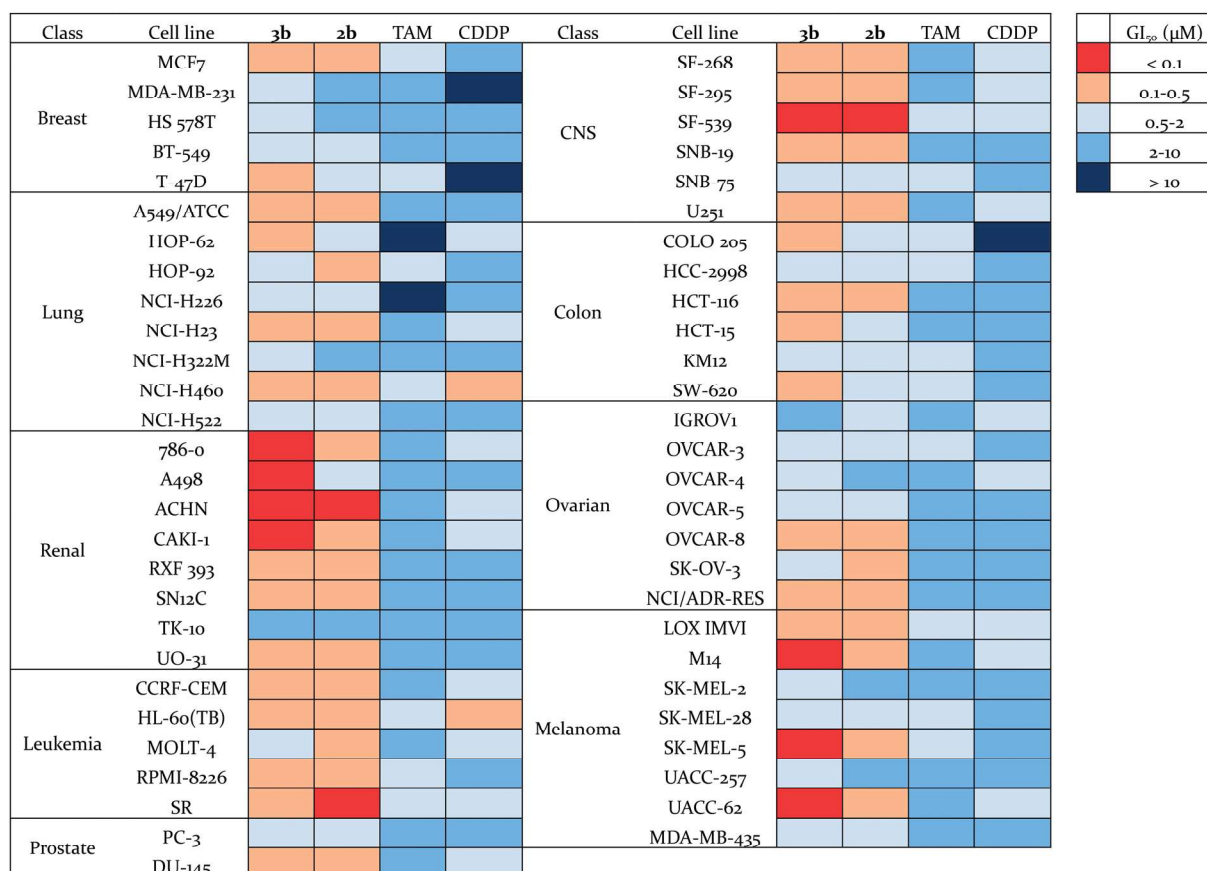 Class Cell line 3b 2b TAM CDDP Class Cell line 3b 2b TAM CDDP GI₅₀ (µM)
MCF7 SF-268 < 0.1
MDA-MB-231 SF-295 0.1-0.5
Breast HS 578T CNS SF-539 0.5-2
BT-549 SNB-19 2-10
T 47D SNB 75 > 10
A549/ATCC U251
HOP-62 COLO 205
HOP-92 HCC-2998
Lung NCI-H226 Colon HCT-116
NCI-H23 HCT-15
NCI-H322M KM12
NCI-H460 SW-620
NCI-H522 IGROV1
786-0 OVCAR-3
A498 OVCAR-4
ACHN Ovarian OVCAR-5
Renal CAKI-1 OVCAR-8
RXF 393 SK-OV-3
SN12C NCI/ADR-RES
TK-10 LOX IMVI
UO-31 M14
CCRF-CEM SK-MEL-2
HL-60(TB) SK-MEL-28
Leukemia MOLT-4 Melanoma SK-MEL-5
RPMI-8226 UACC-257
SR UACC-62
Prostate PC-3 MDA-MB-435
DU-145